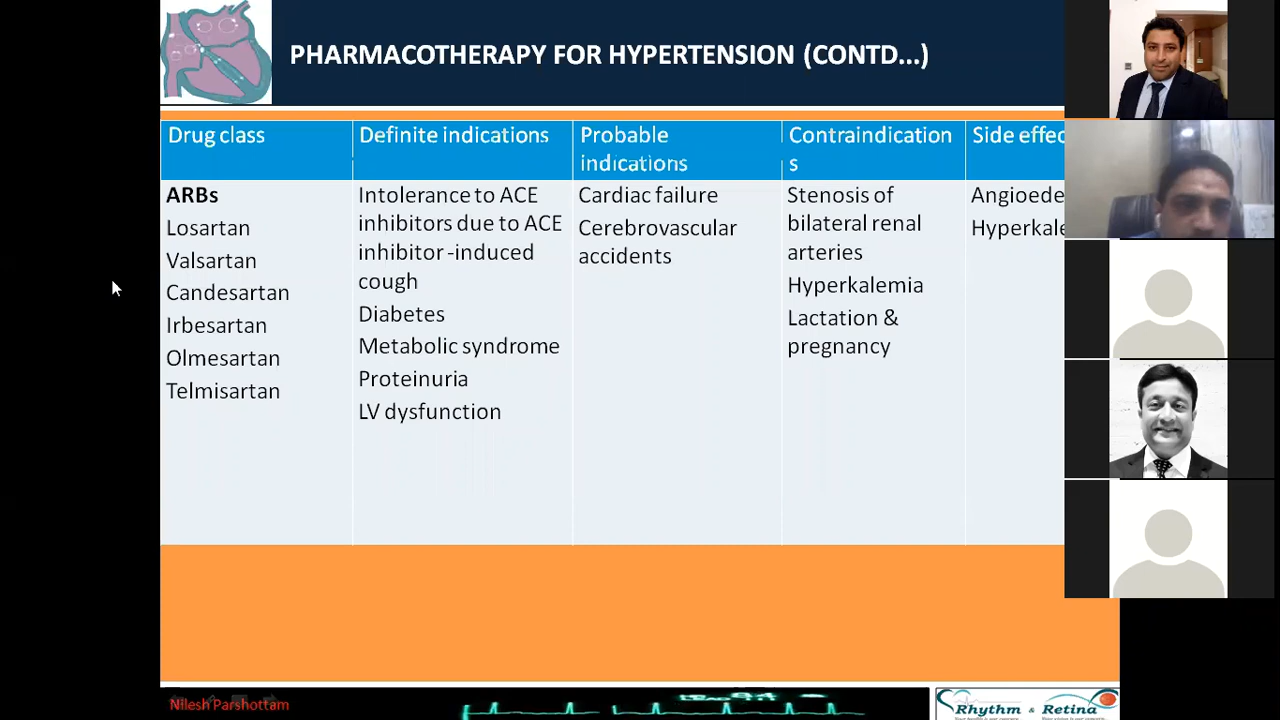 PHARMACOTHERAPY FOR HYPERTENSION (CONTD...)
Drug class
Definite indications
Probable
indications
Contraindication
s
Side effec
ARBs
Losartan
Valsartan
Candesartan
Irbesartan
Olmesartan
Telmisartan
Intolerance to ACE
inhibitors due to ACE
inhibitor -induced
cough
Diabetes
Metabolic syndrome
Proteinuria
LV dysfunction
Cardiac failure
Cerebrovascular
accidents
Stenosis of
bilateral renal
arteries
Hyperkalemia
Lactation &
pregnancy
Angioede
Hyperkale
Nilesh Parshottam
Rhythm & Retina